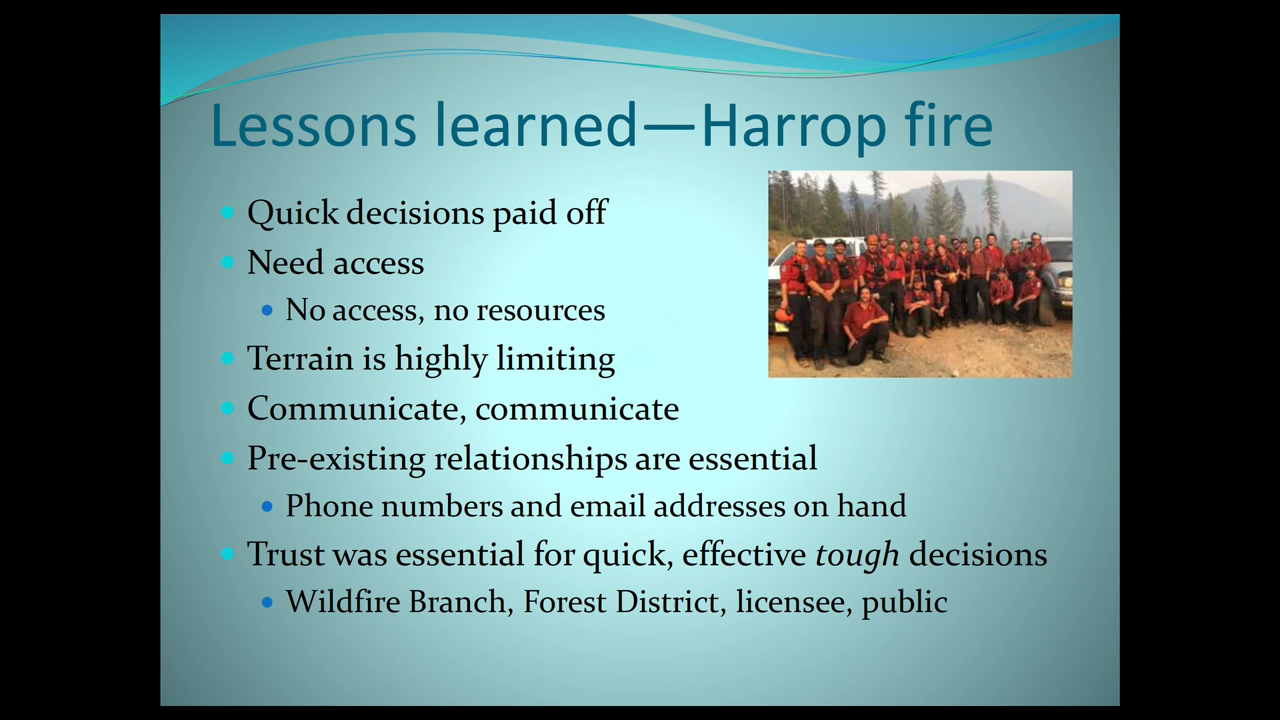 Lessons learned—Harrop fire
Quick decisions paid off
Need access
No access, no resources
Terrain is highly limiting
Communicate, communicate
Pre-existing relationships are essential
Phone numbers and email addresses on hand
Trust was essential for quick, effective tough decisions
Wildfire Branch, Forest District, licensee, public